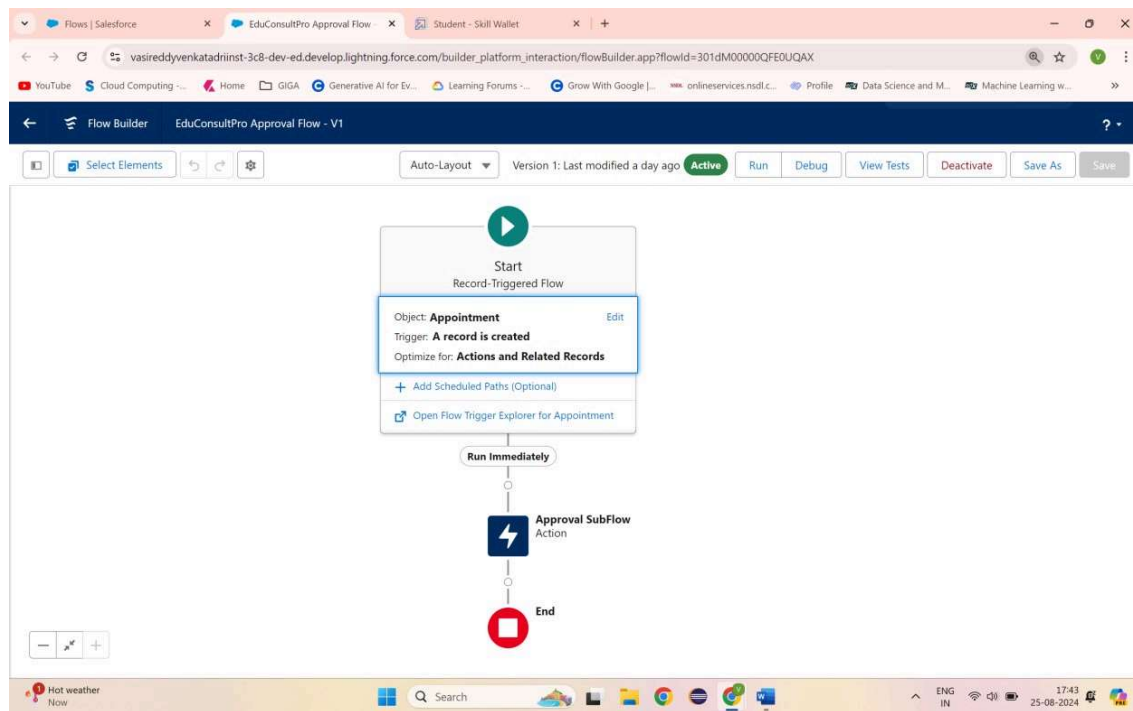 Flows | Salesforce
EduConsultPro Approval Flow -
Student - Skill Wallet
vasireddyvenkatadriinst-3c8-dev-ed.develop.lightning.force.com/builder_platform_interaction/flowBuilder.app?flowId=301dM00000QFE0UQAX
V
YouTube
Cloud Computing -...
Home
GIGA
Generative AI for Ev...
Learning Forums -...
Grow With Google |...
onlineservices.nsdl.c...
Profile
Data Science and M...
Machine Learning w...
Flow Builder
EduConsultPro Approval Flow - V1
?
Select Elements
Auto-Layout
Version 1: Last modified a day ago
Active
Run
Debug
View Tests
Deactivate
Save As
Save
Start
Record-Triggered Flow
Object: Appointment
Edit
Trigger: A record is created
Optimize for: Actions and Related Records
Add Scheduled Paths (Optional)
Open Flow Trigger Explorer for Appointment
Run Immediately
Approval SubFlow
Action
End
1
Hot weather
Now
Search
ENG
IN
17:43
25-08-2024